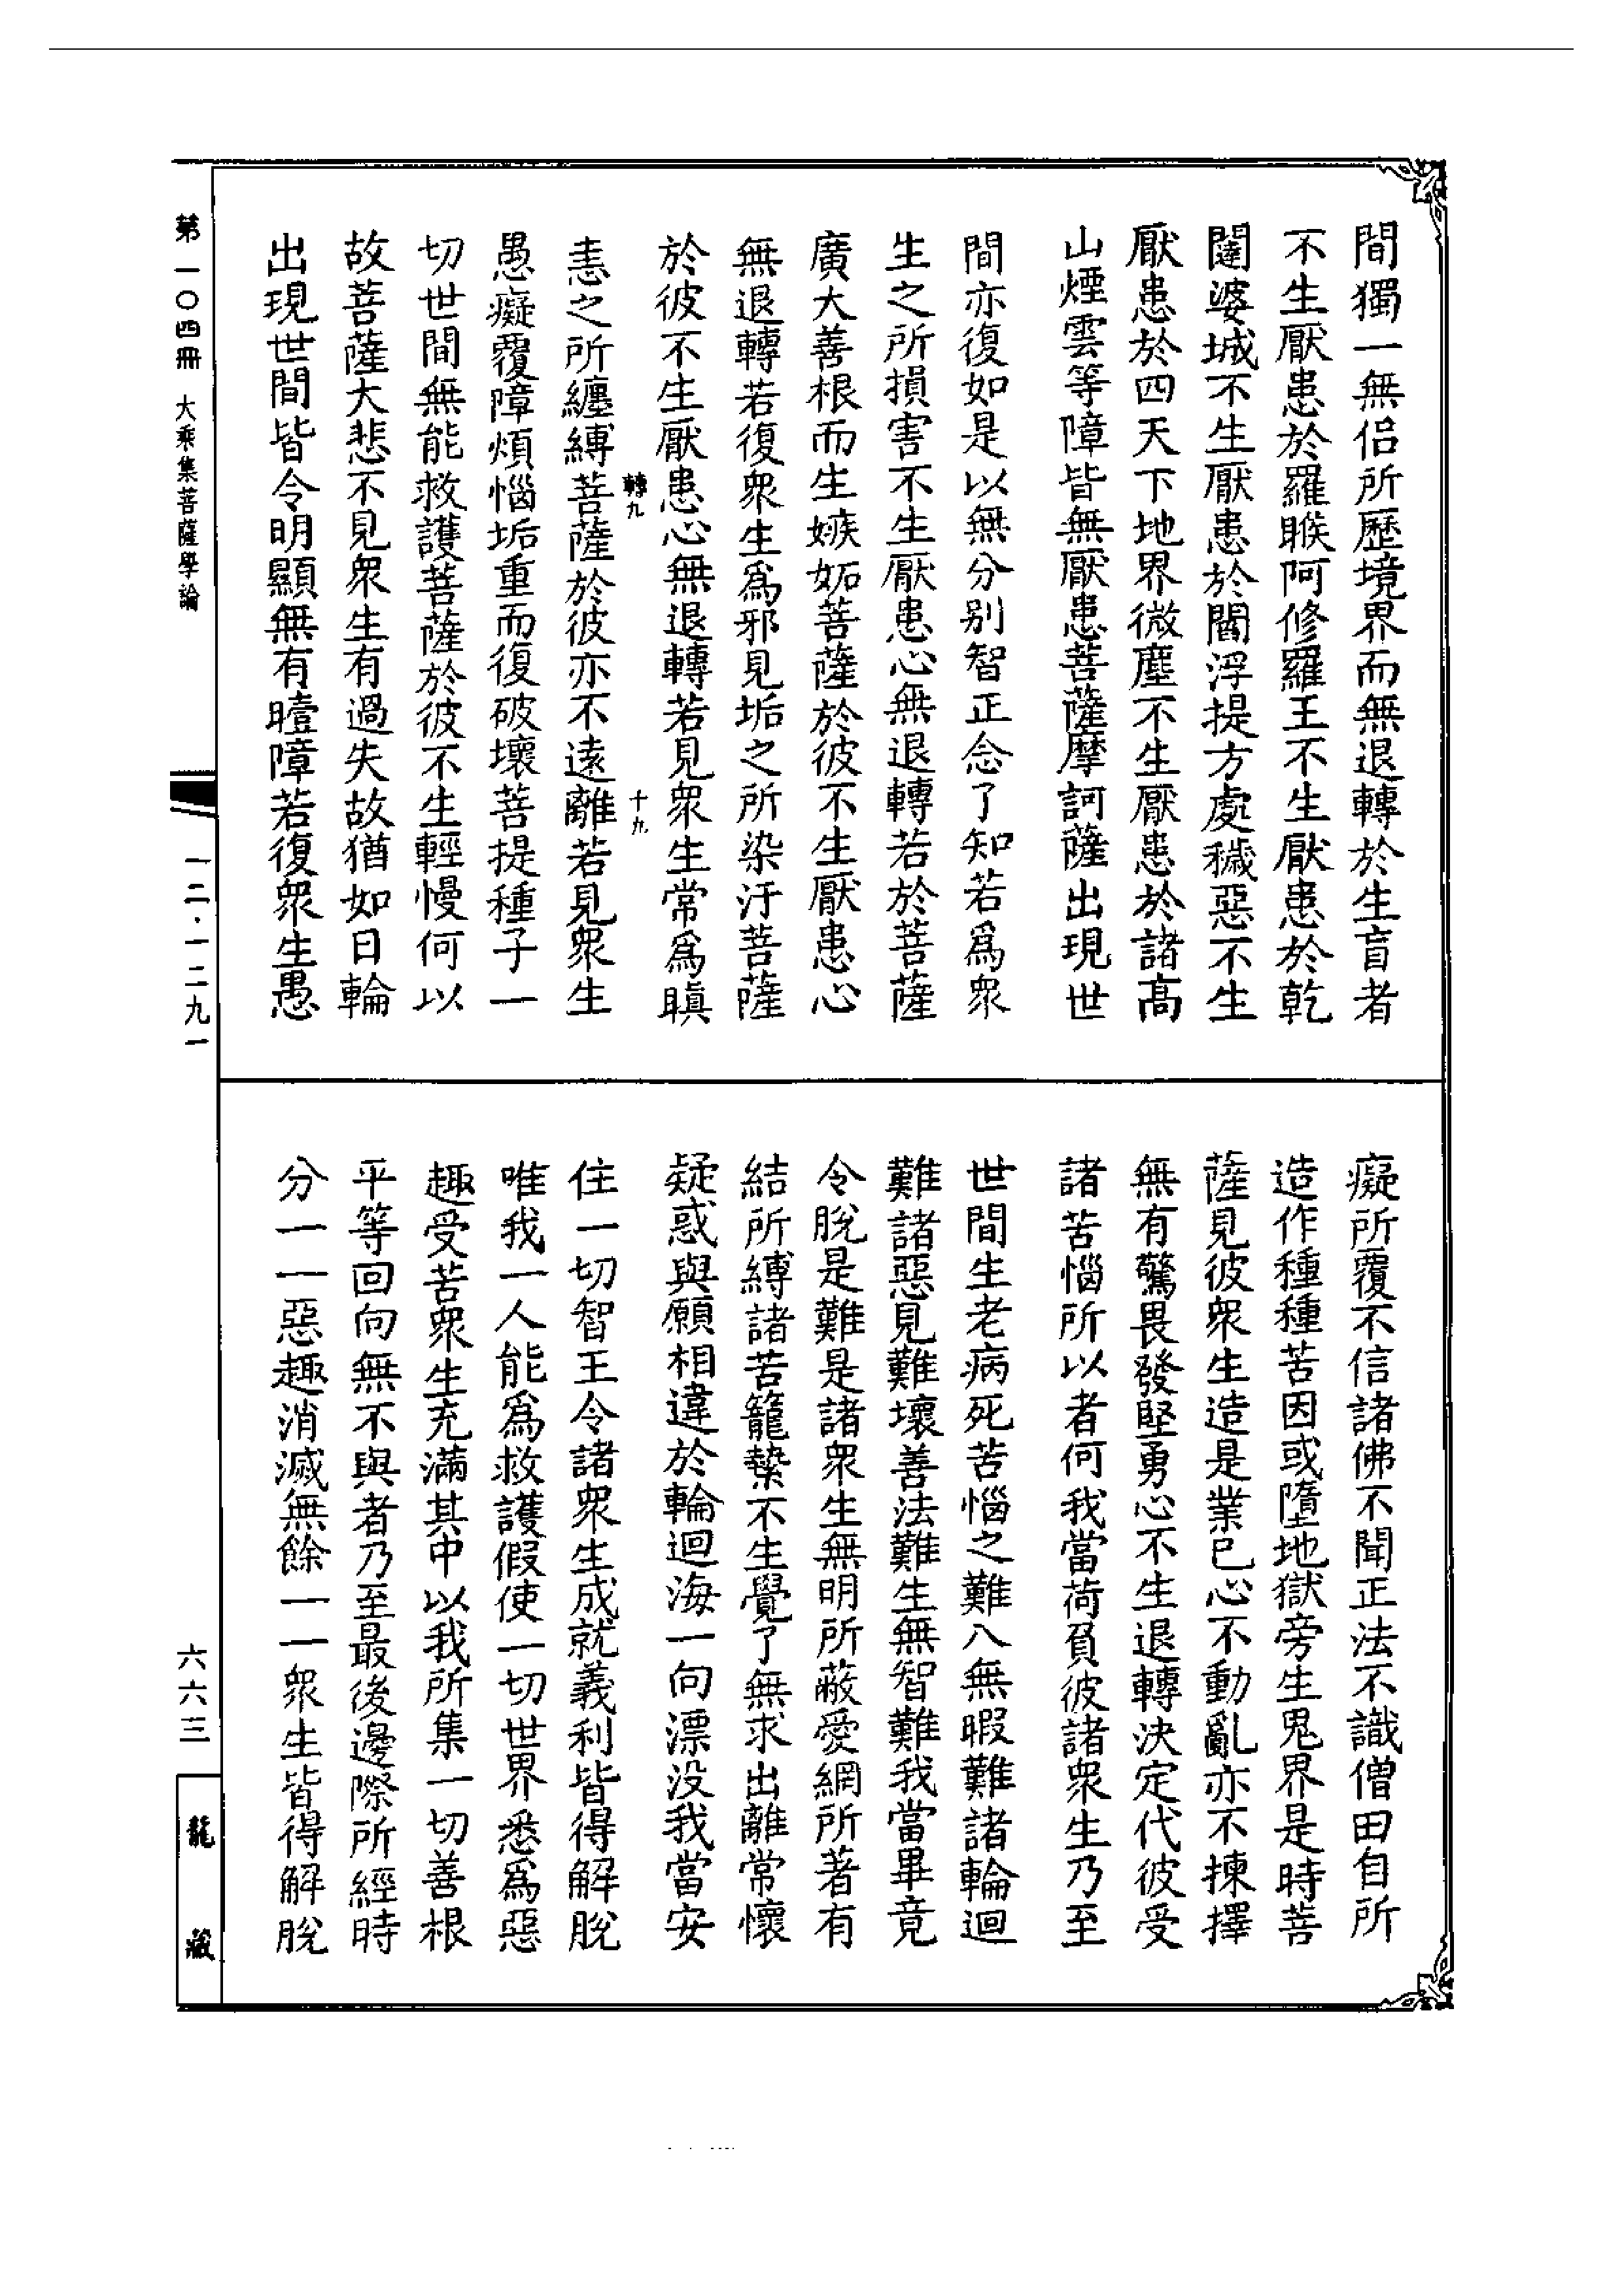 間獨一無侶所歷境界而無退轉於生盲者
不生厭患於羅睺阿修羅王不生厭患於乾
闥婆城不生厭患於閻浮提方處穢惡不生
厭患於四天下地界微塵不生厭患於諸高
山煙雲等障皆無厭患菩薩摩訶薩出現世
間亦復如是以無分别智正念了知若爲衆
生之所損害不生厭患心無退轉若於菩薩
廣大善根而生嫉妬菩薩於彼不生厭患心
無退轉若復衆生爲邪見垢之所染汙菩薩
於彼不生厭患心無退轉若見衆生常爲瞋
轉九 十九
恚之所纏縛菩薩於彼亦不遠離若見衆生
愚癡覆障煩惱垢重而復破壞菩提種子一
切世間無能救護菩薩於彼不生輕慢何以
故菩薩大悲不見衆生有過失故猶如日輪
出現世間皆令明顯無有曀障若復衆生愚
癡所覆不信諸佛不聞正法不識僧田自所
造作種種苦因或墮地獄旁生鬼界是時菩
薩見彼衆生造是業已心不動亂亦不揀擇
無有驚畏發堅勇心不生退轉決定代彼受
諸苦惱所以者何我當荷負彼諸衆生乃至
世間生老病死苦惱之難八無暇難諸輪迴
難諸惡見難壞善法難生無智難我當畢竟
令脫是難是諸衆生無明所蔽愛網所著有
結所縛諸苦籠縶不生覺了無求出離常懷
疑惑與願相違於輪迴海一向漂没我當安
住一切智王令諸衆生成就義利皆得解脫
唯我一人能爲救護假使一切世界悉爲惡
趣受苦衆生充滿其中以我所集一切善根
平等回向無不與者乃至最後邊際所經時
分一一惡趣消滅無餘一一衆生皆得解脫
第一〇四冊 大乘集菩薩學論
一二·一二九一
六六三
龍藏